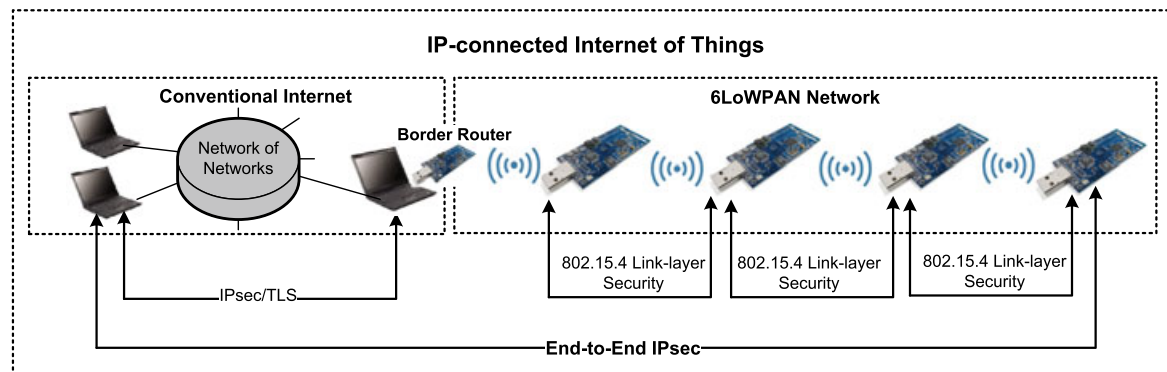 IP-connected Internet of Things
Conventional Internet
6LoWPAN Network
Border Router
Network of
Networks
802.15.4 Link-layer
Security
802.15.4 Link-layer
Security
802.15.4 Link-layer
Security
IPsec/TLS
End-to-End IPsec